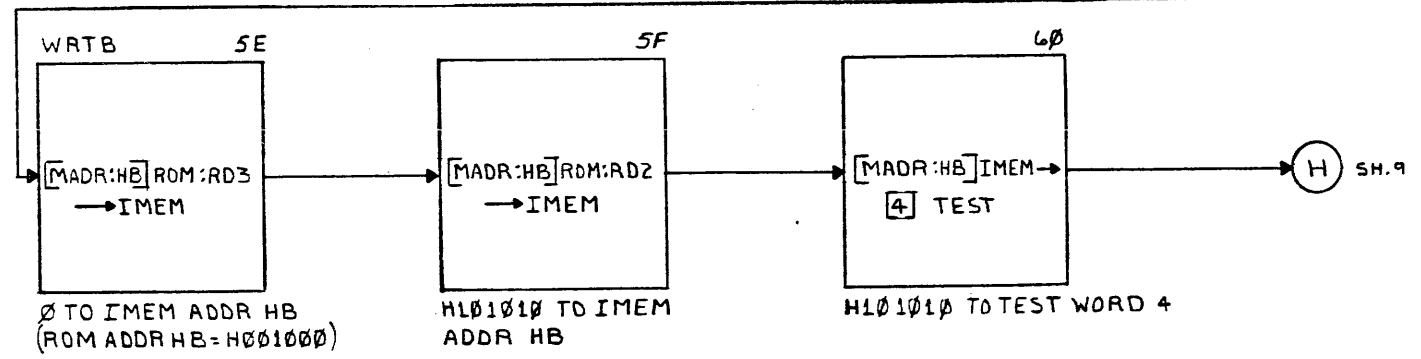 WRTB 5E
[MADR:HB] ROM:RD3
→IMEM
Ø TO IMEM ADDR HB
(ROM ADDR HB=HØØ1ØØØ)
5F
[MADR:HB]ROM:RD2
→IMEM
H1Ø1Ø1Ø TO IMEM
ADDR HB
6Ø
[MADR:HB]IMEM→
4 TEST
H1Ø1Ø1Ø TO TEST WORD 4
H SH.9